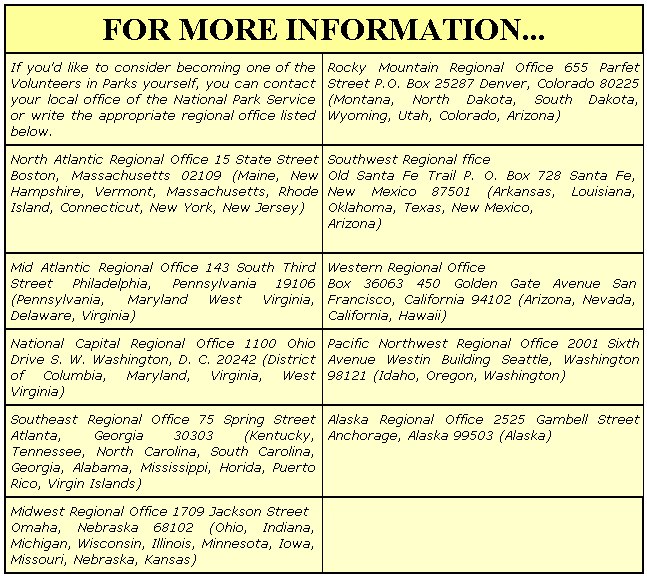 FOR MORE INFORMATION...
If you'd like to consider becoming one of the
Volunteers in Parks yourself, you can contact
your local office of the National Park Service
or write the appropriate regional office listed
below.
Rocky Mountain Regional Office 655 Parfet
Street P.O. Box 25287 Denver, Colorado 80225
(Montana, North Dakota, South Dakota,
Wyoming, Utah, Colorado, Arizona)
North Atlantic Regional Office 15 State Street
Boston, Massachusetts 02109 (Maine, New
Hampshire, Vermont, Massachusetts, Rhode
Island, Connecticut, New York, New Jersey)
Southwest Regional ffice
Old Santa Fe Trail P. O. Box 728 Santa Fe,
New Mexico 87501 (Arkansas, Louisiana,
Oklahoma, Texas, New Mexico,
Arizona)
Mid Atlantic Regional Office 143 South Third
Street Philadelphia, Pennsylvania 19106
(Pennsylvania, Maryland West Virginia,
Delaware, Virginia)
Western Regional Office
Box 36063 450 Golden Gate Avenue San
Francisco, California 94102 (Arizona, Nevada,
California, Hawaii)
National Capital Regional Office 1100 Ohio
Drive S. W. Washington, D. C. 20242 (District
of Columbia, Maryland, Virginia, West
Virginia)
Pacific Northwest Regional Office 2001 Sixth
Avenue Westin Building Seattle, Washington
98121 (Idaho, Oregon, Washington)
Southeast Regional Office 75 Spring Street
Atlanta, Georgia 30303 (Kentucky,
Tennessee, North Carolina, South Carolina,
Georgia, Alabama, Mississippi, Horida, Puerto
Rico, Virgin Islands)
Alaska Regional Office 2525 Gambell Street
Anchorage, Alaska 99503 (Alaska)
Midwest Regional Office 1709 Jackson Street
Omaha, Nebraska 68102 (Ohio, Indiana,
Michigan, Wisconsin, Illinois, Minnesota, Iowa,
Missouri, Nebraska, Kansas)